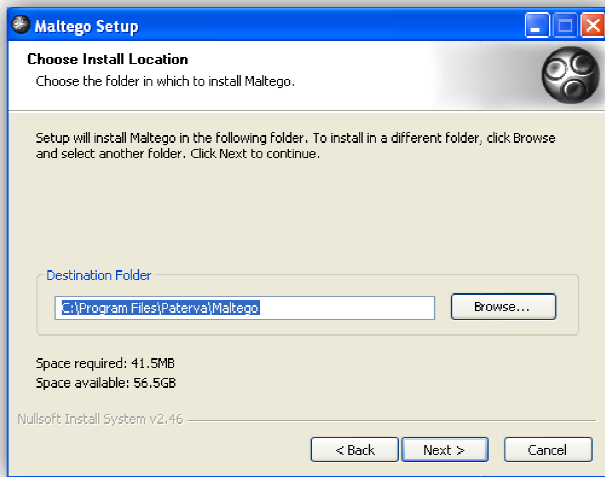 Maltego Setup
Choose Install Location
Choose the folder in which to install Maltego.
Setup will install Maltego in the following folder. To install in a different folder, click Browse
and select another folder. Click Next to continue.
Destination Folder
C:\Program Files\Paterva\Maltego
Browse...
Space required: 41.5MB
Space available: 56.5GB
Nullsoft Install System v2.46
< Back
Next >
Cancel